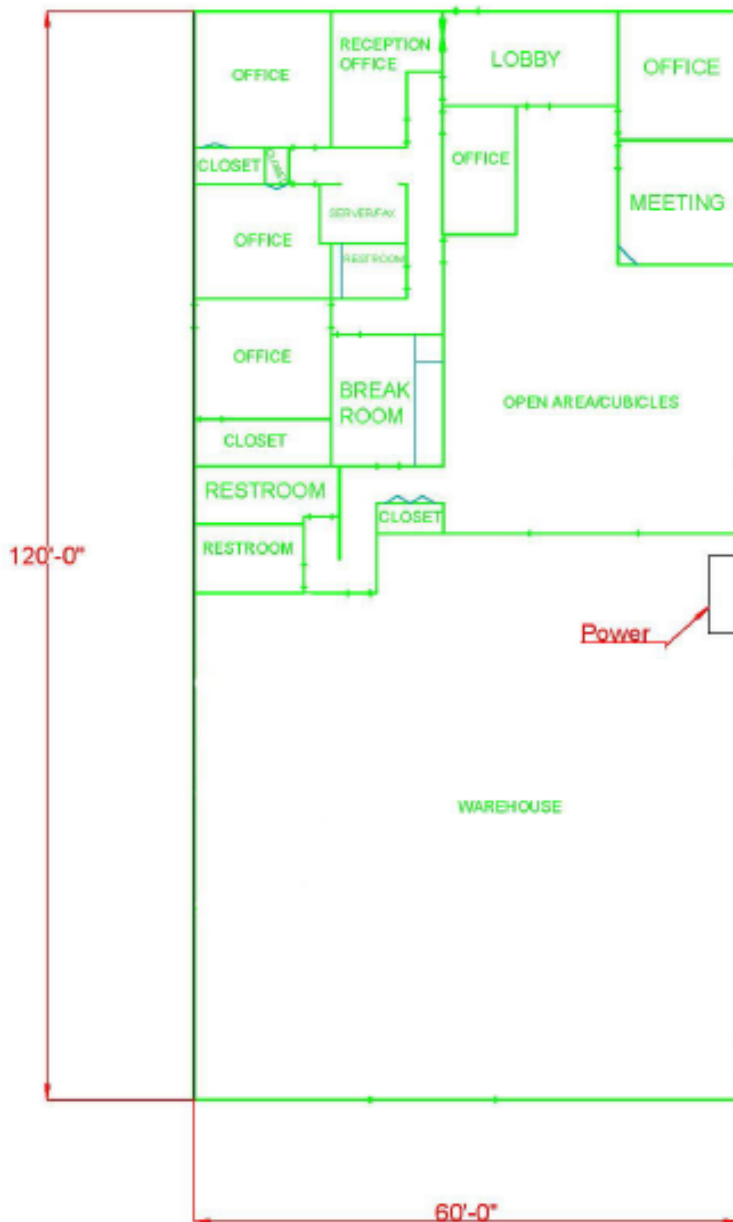 RECEPTION
OFFICE
OFFICE
LOBBY
OFFICE
CLOSET
CLOSET
OFFICE
MEETING
SERVER/FAX
OFFICE
RESTROOM
OFFICE
BREAK
ROOM
OPEN AREA/CUBICLES
CLOSET
RESTROOM
CLOSET
RESTROOM
120'-0"
Power
WAREHOUSE
60'-0"